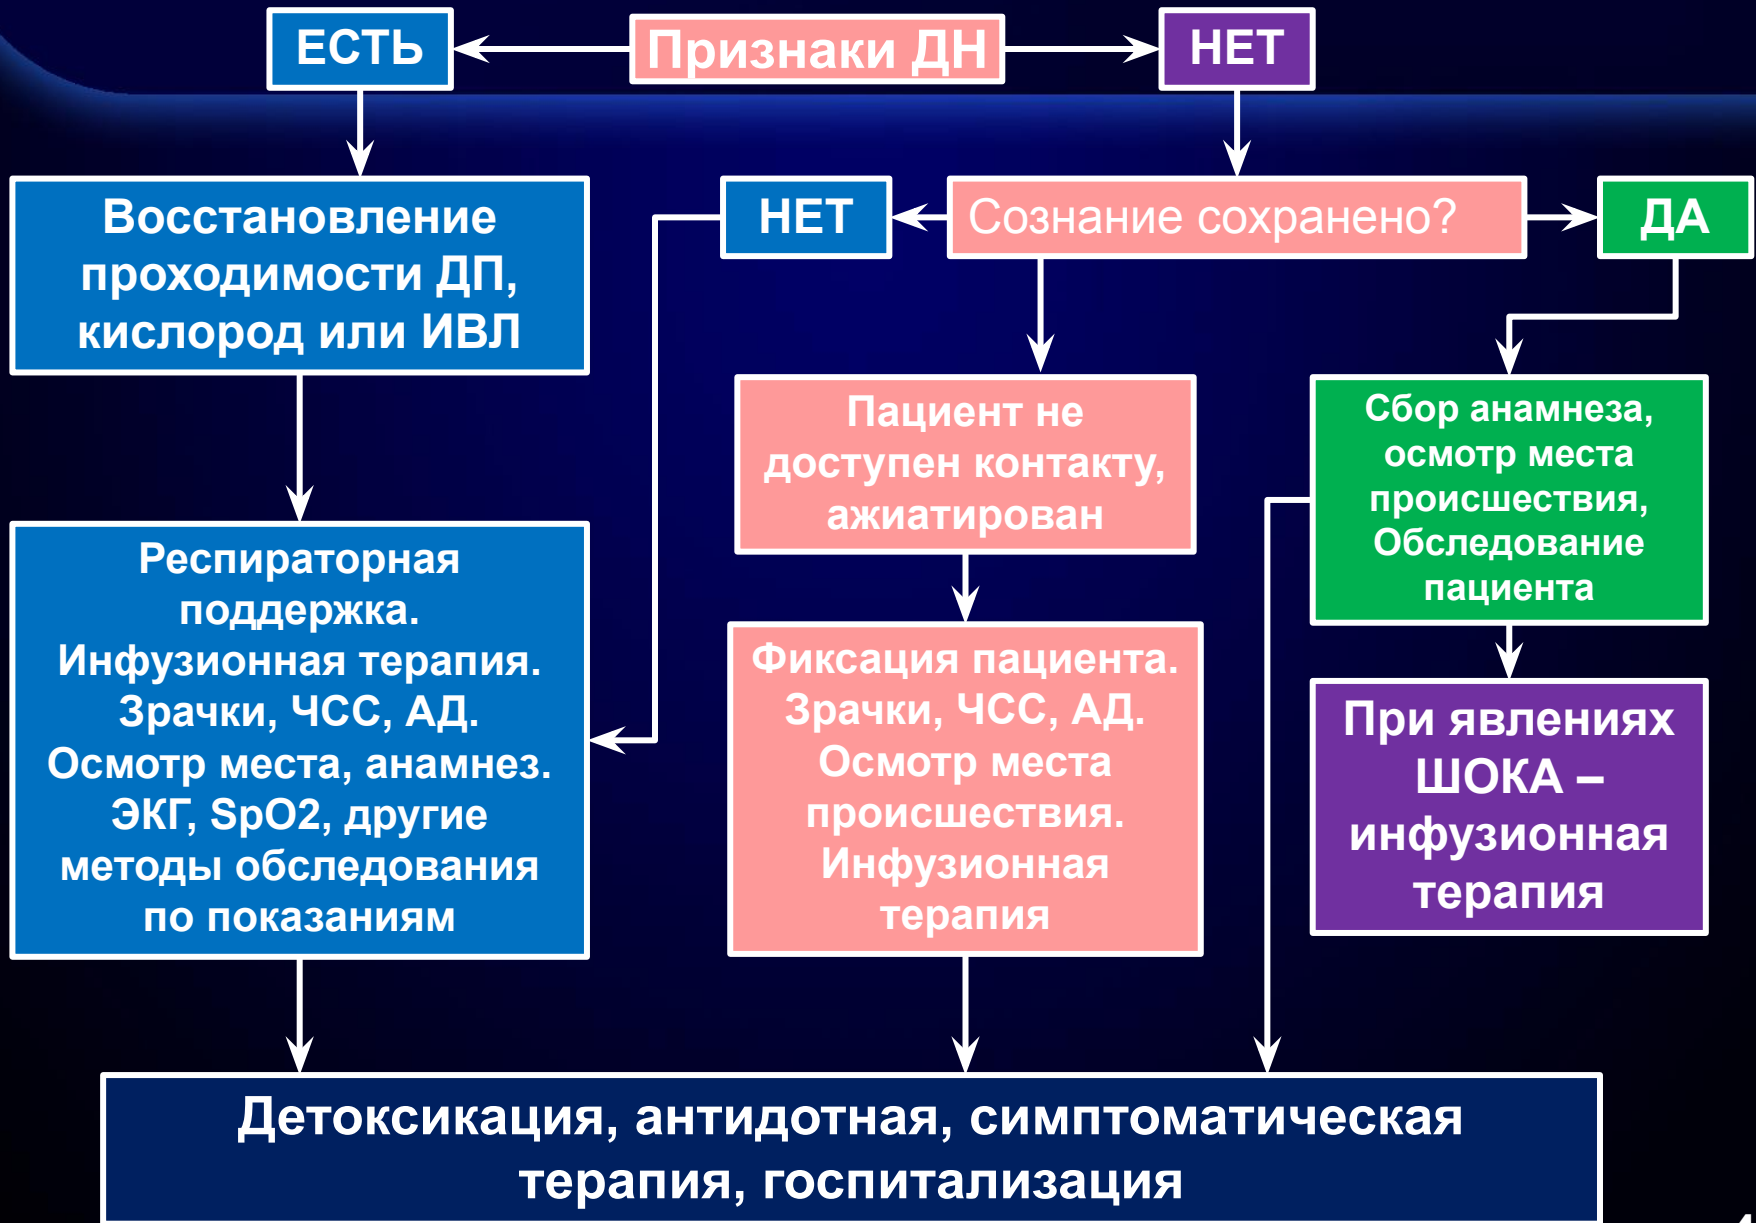 ЕСТЬ
Признаки ДН
НЕТ
Восстановление
проходимости ДП,
кислород или ИВЛ
НЕТ
Сознание сохранено?
ДА
Пациент не
доступен контакту,
ажиатирован
Сбор анамнеза,
осмотр места
происшествия,
Обследование
пациента
Респираторная
поддержка.
Инфузионная терапия.
Зрачки, ЧСС, АД.
Осмотр места, анамнез.
ЭКГ, SpO2, другие
методы обследования
по показаниям
Фиксация пациента.
Зрачки, ЧСС, АД.
Осмотр места
происшествия.
Инфузионная
терапия
При явлениях
ШОКА –
инфузионная
терапия
Детоксикация, антидотная, симптоматическая
терапия, госпитализация